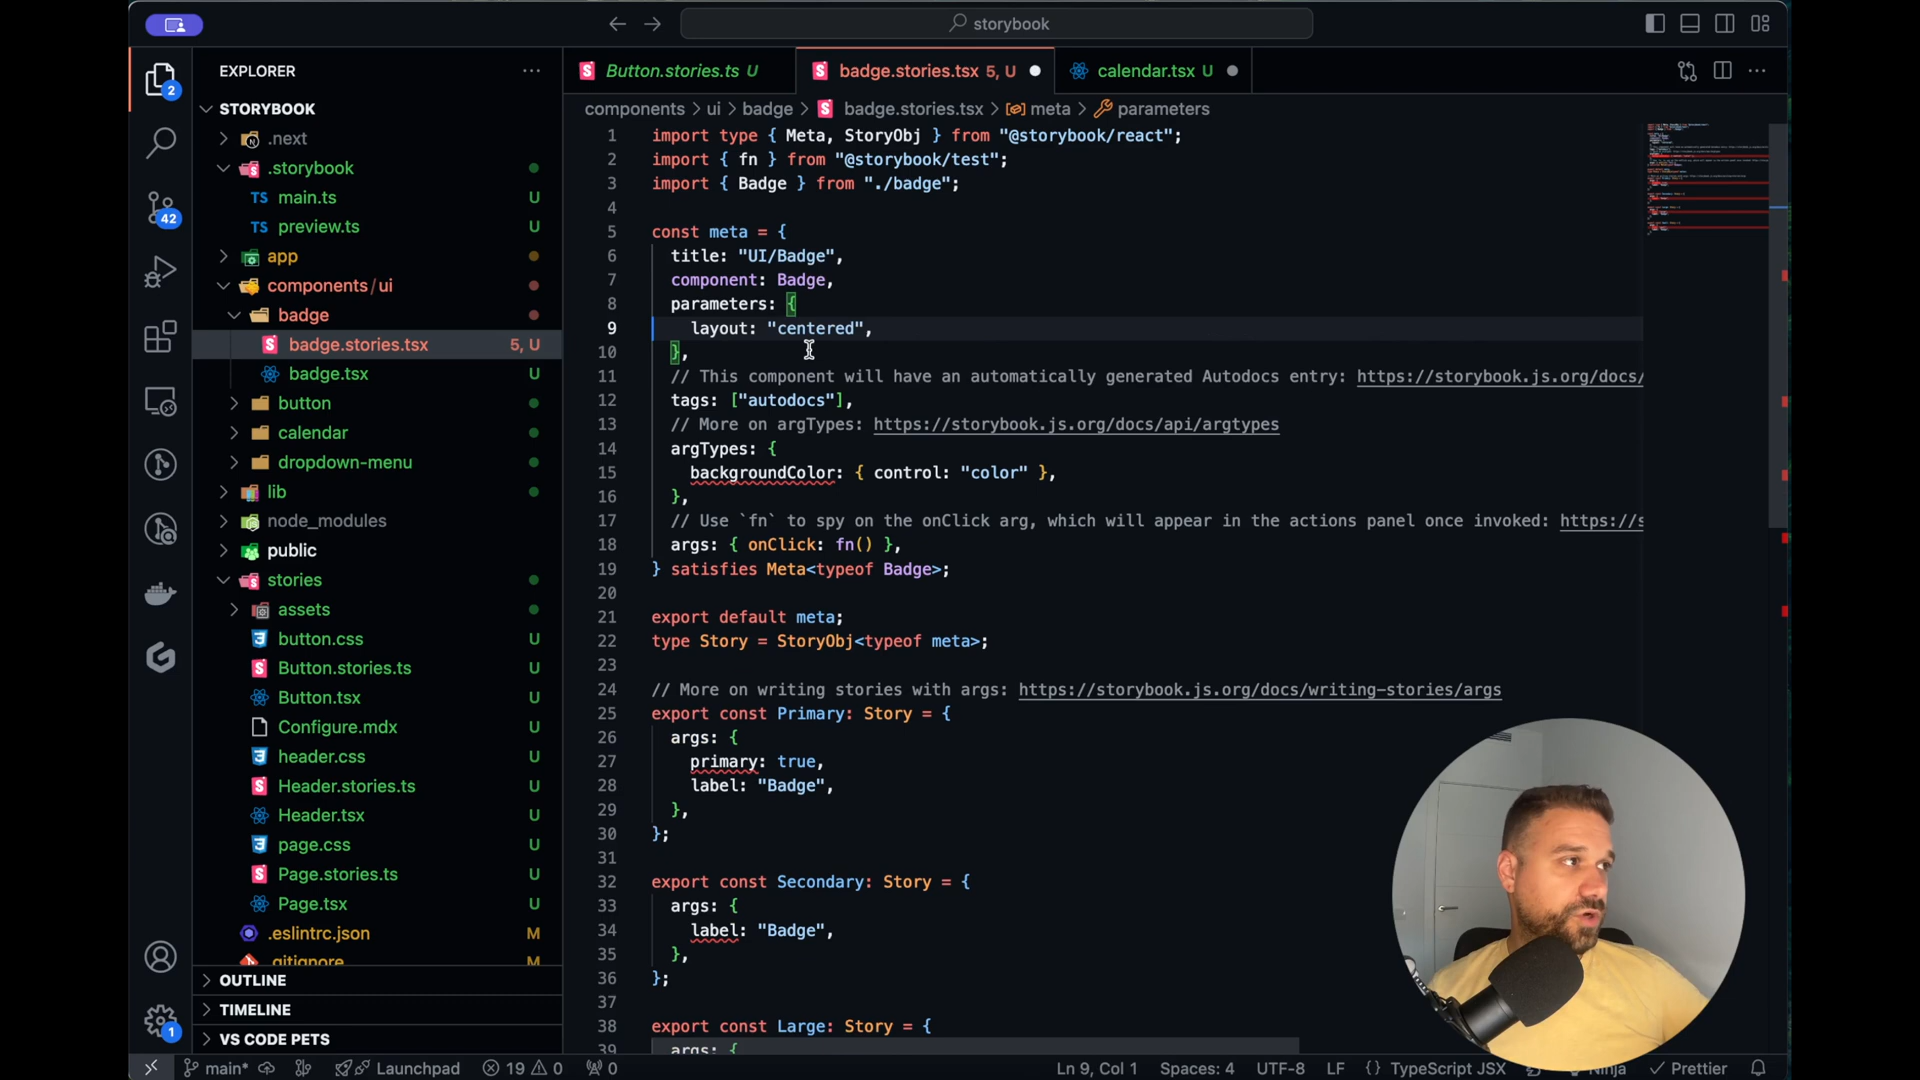 storybook
EXPLORER
STORYBOOK
.next
.storybook
main.ts U
preview.ts U
app
components/ui
badge
badge.stories.tsx 5, U
badge.tsx U
button
calendar
dropdown-menu
lib
node_modules
public
stories
assets
button.css U
Button.stories.ts U
Button.tsx U
Configure.mdx U
header.css U
Header.stories.ts U
Header.tsx U
page.css U
Page.stories.ts U
Page.tsx U
.eslintrc.json M
.gitignore M
OUTLINE
TIMELINE
VS CODE PETS
2
42
1
Button.stories.ts U
badge.stories.tsx 5, U
calendar.tsx U
components > ui > badge > badge.stories.tsx > meta > parameters
1 import type { Meta, StoryObj } from "@storybook/react";
2 import { fn } from "@storybook/test";
3 import { Badge } from "./badge";
4
5 const meta = {
6 title: "UI/Badge",
7 component: Badge,
8 parameters: {
9 layout: "centered",
10 },
11 // This component will have an automatically generated Autodocs entry: https://storybook.js.org/docs/
12 tags: ["autodocs"],
13 // More on argTypes: https://storybook.js.org/docs/api/argtypes
14 argTypes: {
15 backgroundColor: { control: "color" },
16 },
17 // Use `fn` to spy on the onClick arg, which will appear in the actions panel once invoked: https://s
18 args: { onClick: fn() },
19 } satisfies Meta<typeof Badge>;
20
21 export default meta;
22 type Story = StoryObj<typeof meta>;
23
24 // More on writing stories with args: https://storybook.js.org/docs/writing-stories/args
25 export const Primary: Story = {
26 args: {
27 primary: true,
28 label: "Badge",
29 },
30 };
31
32 export const Secondary: Story = {
33 args: {
34 label: "Badge",
35 },
36 };
37
38 export const Large: Story = {
39 args: {
main* Launchpad 19 0 0 Ln 9, Col 1 Spaces: 4 UTF-8 LF {} TypeScript JSX Ninja Prettier